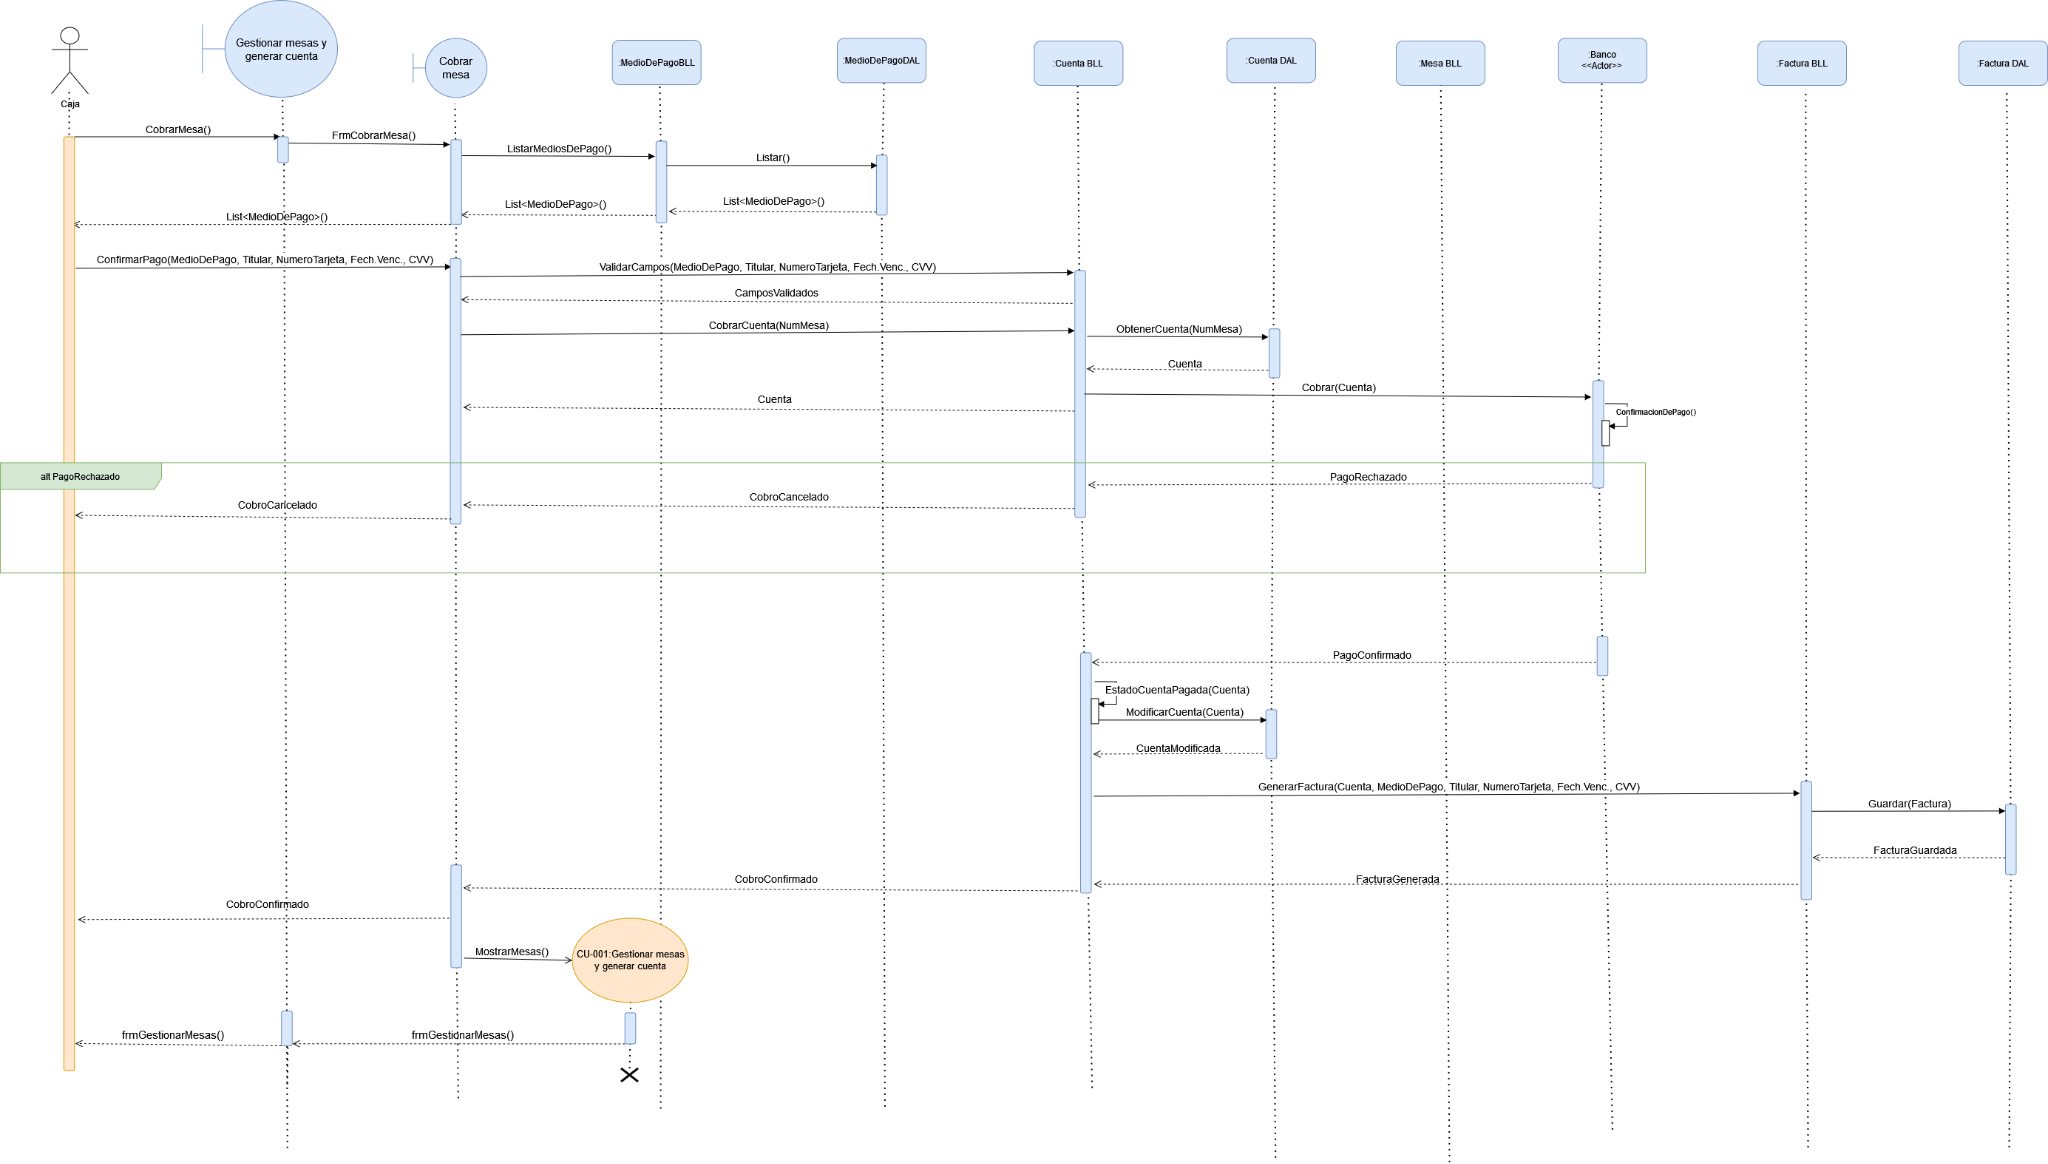 Gestionar mesas y
generar cuenta
Cobrar
mesa
:MedioDePagoBLL
:MedioDePagoDAL
:Cuenta BLL
:Cuenta DAL
:Mesa BLL
:Banco
<<Actor>>
:Factura BLL
:Factura DAL
Caja
CobrarMesa()
FrmCobrarMesa()
ListarMediosDePago()
Listar()
List<MedioDePago>()
List<MedioDePago>()
List<MedioDePago>()
ConfirmarPago(MedioDePago, Titular, NumeroTarjeta, Fech.Venc., CVV)
ValidarCampos(MedioDePago, Titular, NumeroTarjeta, Fech.Venc., CVV)
CamposValidados
CobrarCuenta(NumMesa)
ObtenerCuenta(NumMesa)
Cuenta
Cobrar(Cuenta)
Cuenta
ConfirmacionDePago()
alt PagoRechazado
PagoRechazado
CobroCancelado
CobroCancelado
PagoConfirmado
EstadoCuentaPagada(Cuenta)
ModificarCuenta(Cuenta)
CuentaModificada
GenerarFactura(Cuenta, MedioDePago, Titular, NumeroTarjeta, Fech.Venc., CVV)
Guardar(Factura)
FacturaGuardada
FacturaGenerada
CobroConfirmado
CobroConfirmado
MostrarMesas()
CU-001:Gestionar mesas
y generar cuenta
frmGestionarMesas()
frmGestionarMesas()